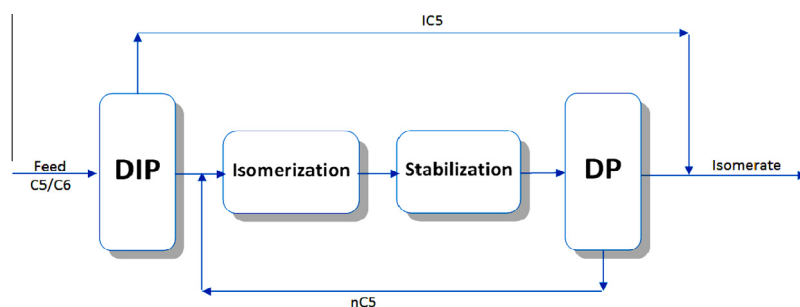 IC5
Feed
C5/C6
DIP
Isomerization
Stabilization
DP
Isomerate
nC5